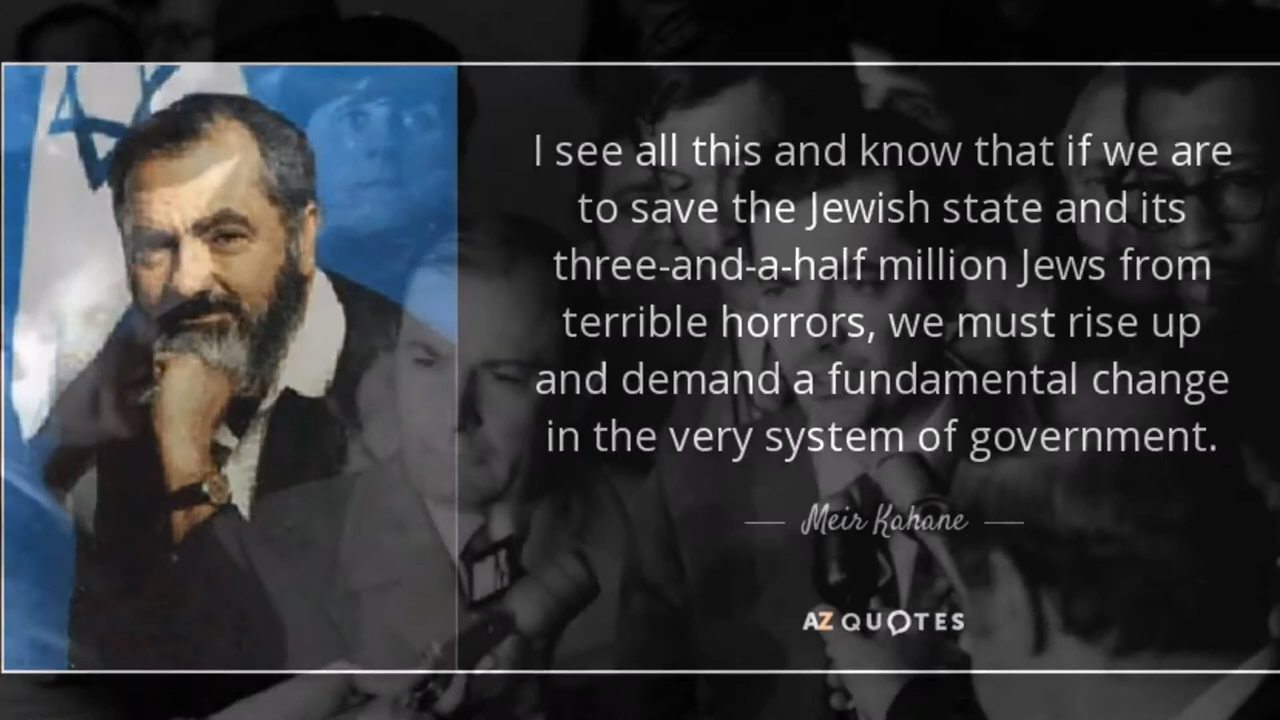 I see all this and know that if we are
to save the Jewish state and its
three-and-a-half million Jews from
terrible horrors, we must rise up
and demand a fundamental change
in the very system of government.
— Meir Kahane —
AZ QUOTES